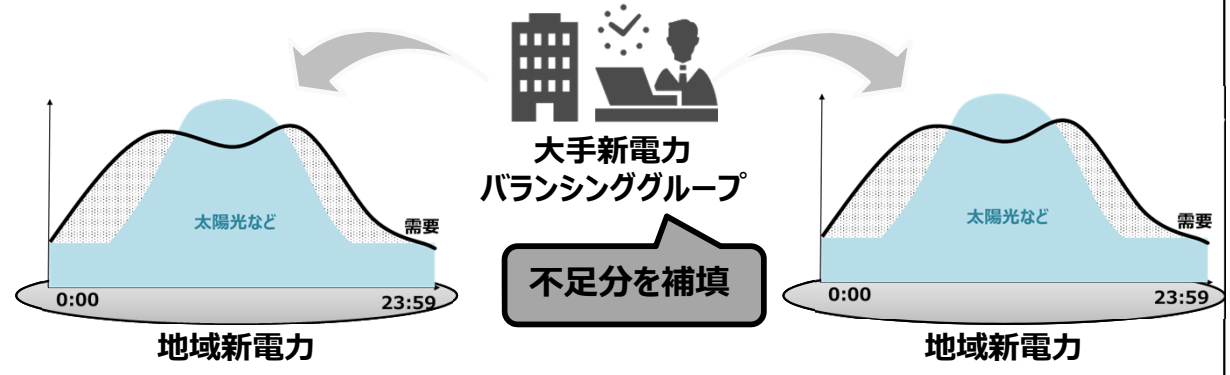 大手新電力
バランシンググループ
不足分を補填
太陽光など
需要
0:00
23:59
地域新電力
太陽光など
需要
0:00
23:59
地域新電力